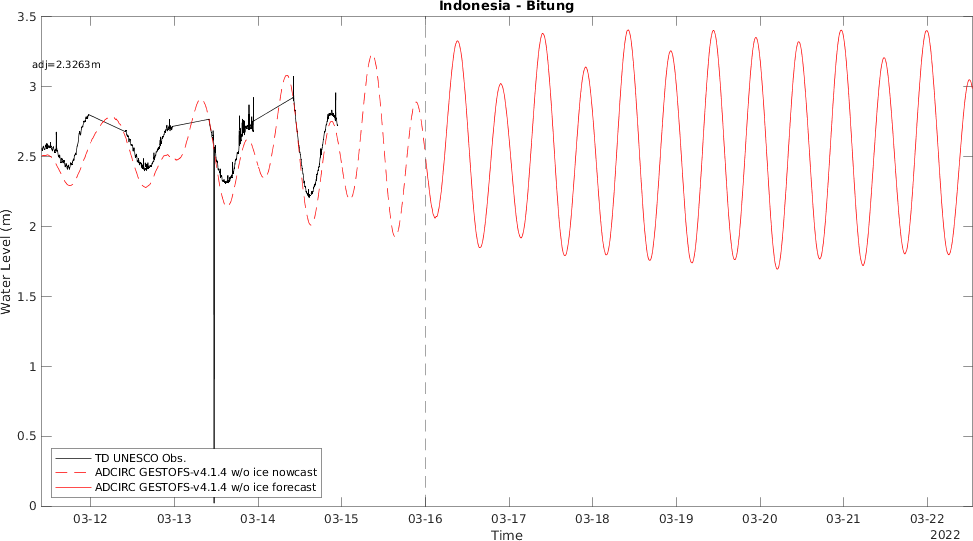 Indonesia - Bitung
adj=2.3263m
3.5
3
2.5
2
1.5
1
0.5
0
Water Level (m)
TD UNESCO Obs.
ADCIRC GESTOFS-v4.1.4 w/o ice nowcast
ADCIRC GESTOFS-v4.1.4 w/o ice forecast
03-12 03-13 03-14 03-15 03-16 03-17 03-18 03-19 03-20 03-21 03-22
Time
2022